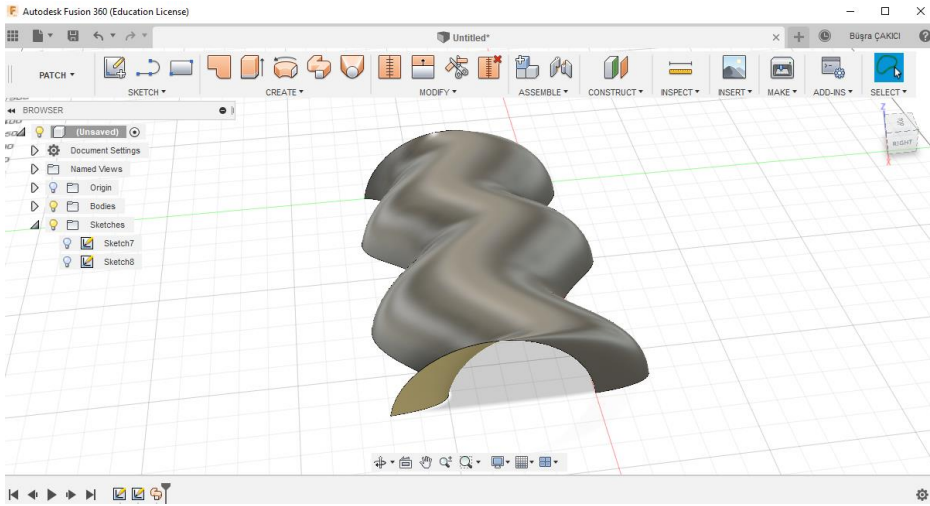 Autodesk Fusion 360 (Education License)
Untitled*
Büşra ÇAKICI
PATCH
SKETCH
CREATE
MODIFY
ASSEMBLE
CONSTRUCT
INSPECT
INSERT
MAKE
ADD-INS
SELECT
BROWSER
(Unsaved)
Document Settings
Named Views
Origin
Bodies
Sketches
Sketch7
Sketch8
Z
RIGHT